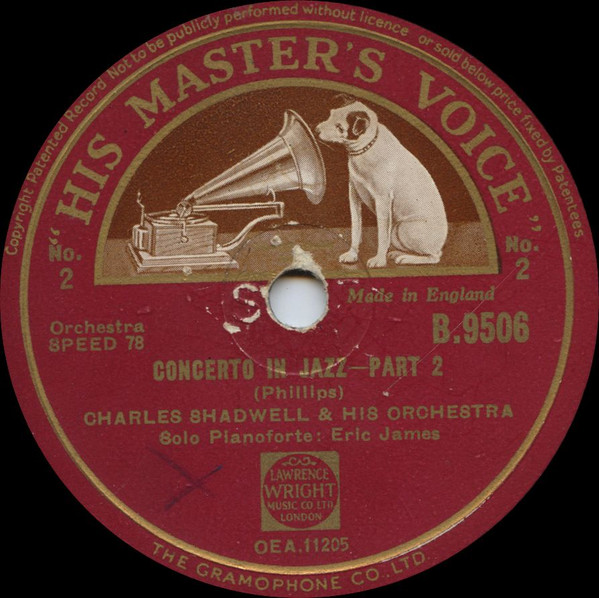 Copyright Patented Record Not to be publicly performed without licence or sold below price fixed by Patentees.
"HIS MASTER'S VOICE"
No. 2
No. 2
Made in England
Orchestra
SPEED 78
B.9506
CONCERTO IN JAZZ—PART 2
(Phillips)
CHARLES SHADWELL & HIS ORCHESTRA
Solo Pianoforte: Eric James
LAWRENCE
WRIGHT
MUSIC CO LTD
LONDON
OEA.11205
THE GRAMOPHONE CO., LTD.